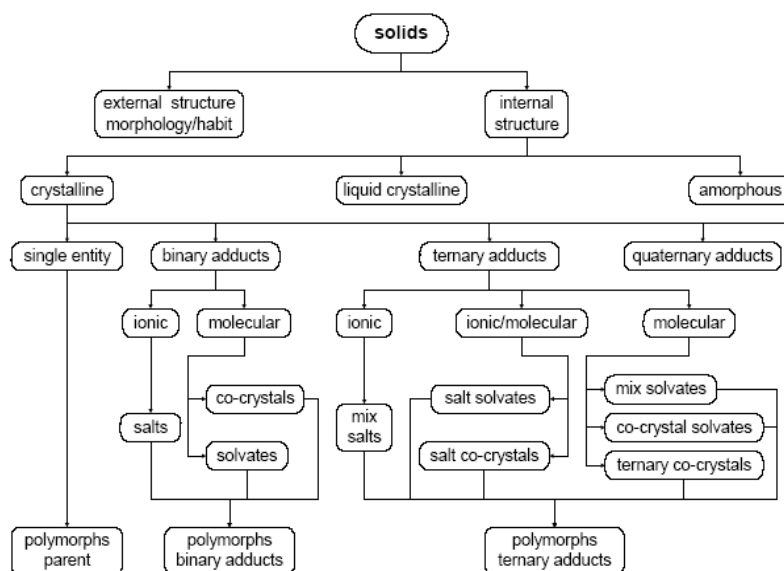 solids
external structure
morphology/habit
internal
structure
crystalline
liquid crystalline
amorphous
single entity
binary adducts
ternary adducts
quaternary adducts
ionic
molecular
ionic
ionic/molecular
molecular
co-crystals
salt solvates
mix solvates
salts
mix
salts
co-crystal solvates
solvates
salt co-crystals
ternary co-crystals
polymorphs
parent
polymorphs
binary adducts
polymorphs
ternary adducts